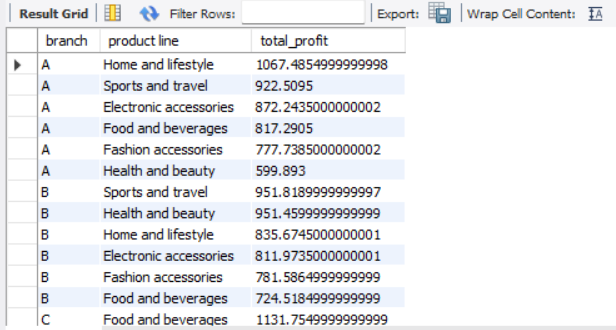 Result Grid Filter Rows: Export: Wrap Cell Content: IA
branch product line total_profit
A Home and lifestyle 1067.4854999999998
A Sports and travel 922.5095
A Electronic accessories 872.2435000000002
A Food and beverages 817.2905
A Fashion accessories 777.7385000000002
A Health and beauty 599.893
B Sports and travel 951.8189999999997
B Health and beauty 951.4599999999999
B Home and lifestyle 835.6745000000001
B Electronic accessories 811.9735000000001
B Fashion accessories 781.5864999999999
B Food and beverages 724.5184999999999
C Food and beverages 1131.7549999999999